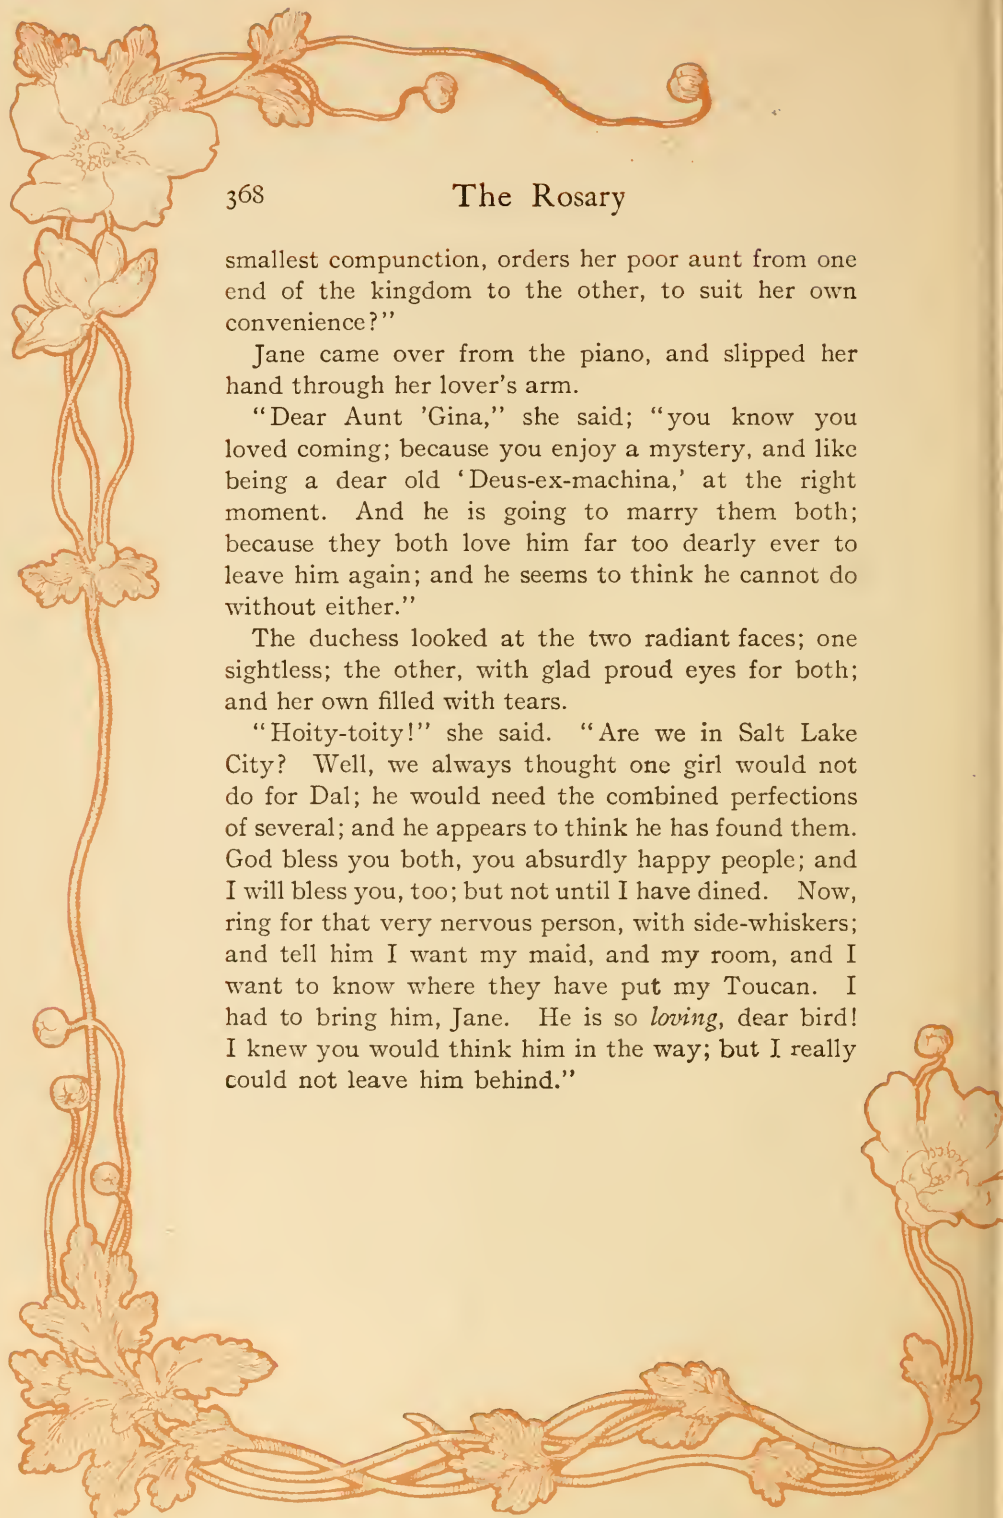 368 The Rosary
smallest compunction, orders her poor aunt from one
end of the kingdom to the other, to suit her own
convenience?"
Jane came over from the piano, and slipped her
hand through her lover's arm.
"Dear Aunt 'Gina," she said; "you know you
loved coming; because you enjoy a mystery, and like
being a dear old 'Deus-ex-machina,' at the right
moment. And he is going to marry them both;
because they both love him far too dearly ever to
leave him again; and he seems to think he cannot do
without either."
The duchess looked at the two radiant faces; one
sightless; the other, with glad proud eyes for both;
and her own filled with tears.
"Hoity-toity!" she said. "Are we in Salt Lake
City? Well, we always thought one girl would not
do for Dal; he would need the combined perfections
of several; and he appears to think he has found them.
God bless you both, you absurdly happy people; and
I will bless you, too; but not until I have dined. Now,
ring for that very nervous person, with side-whiskers;
and tell him I want my maid, and my room, and I
want to know where they have put my Toucan. I
had to bring him, Jane. He is so loving, dear bird!
I knew you would think him in the way; but I really
could not leave him behind."